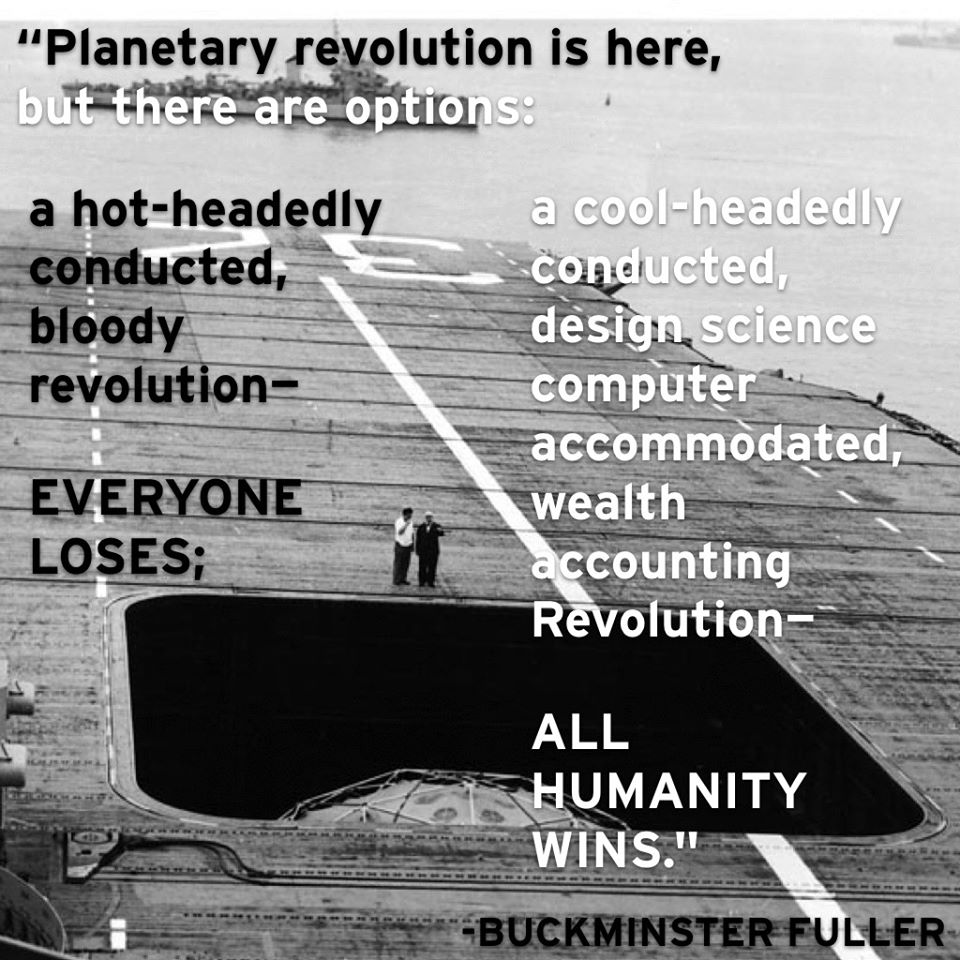 “Planetary revolution is here,
but there are options:
a hot-headedly
conducted,
bloody
revolution—
EVERYONE
LOSES;
a cool-headedly
conducted,
design science
computer
accommodated,
wealth
accounting
Revolution—
ALL
HUMANITY
WINS."
-BUCKMINSTER FULLER